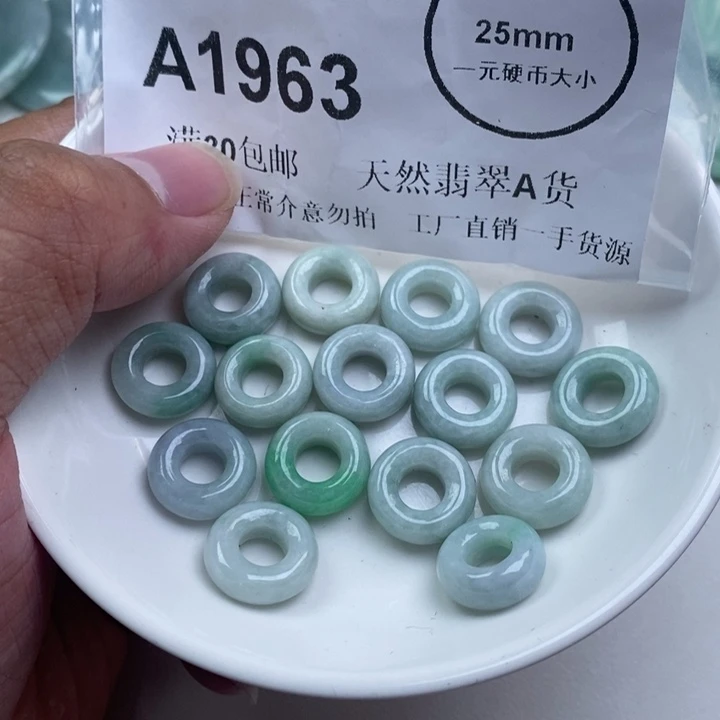 A1963
25mm
一元硬币大小
满30包邮
天然翡翠A货
正常介意勿拍
工厂直销一手货源